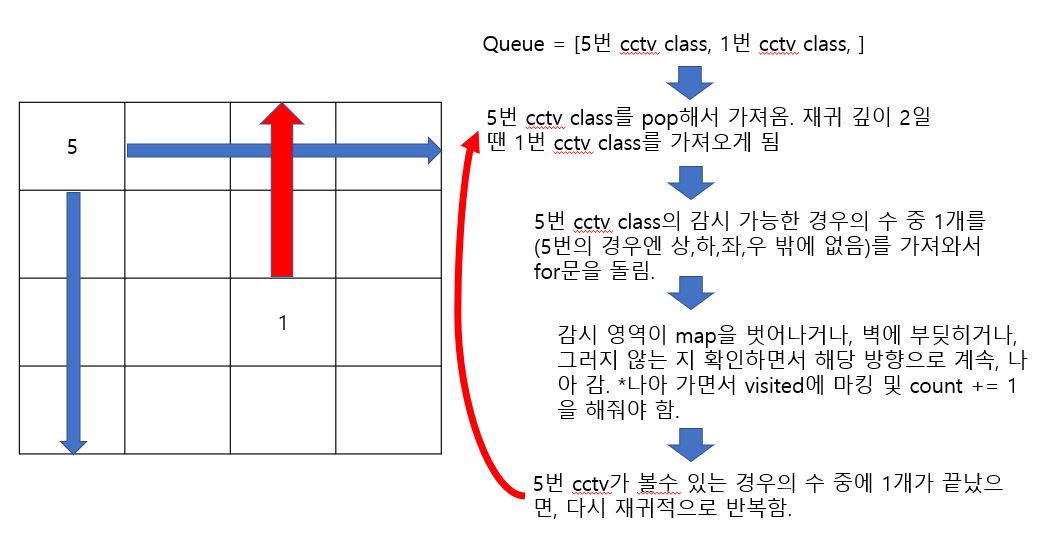 Queue = [5번 cctv class, 1번 cctv class, ]
5
5번 cctv class를 pop해서 가져옴. 재귀 깊이 2일
땐 1번 cctv class를 가져오게 됨
5번 cctv class의 감시 가능한 경우의 수 중 1개를
(5번의 경우엔 상,하,좌,우 밖에 없음)를 가져와서
for문을 돌림.
1
감시 영역이 map을 벗어나거나, 벽에 부딪히거나,
그러지 않는 지 확인하면서 해당 방향으로 계속, 나
아 감. *나아 가면서 visited에 마킹 및 count += 1
을 해줘야 함.
5번 cctv가 볼수 있는 경우의 수 중에 1개가 끝났으
면, 다시 재귀적으로 반복함.